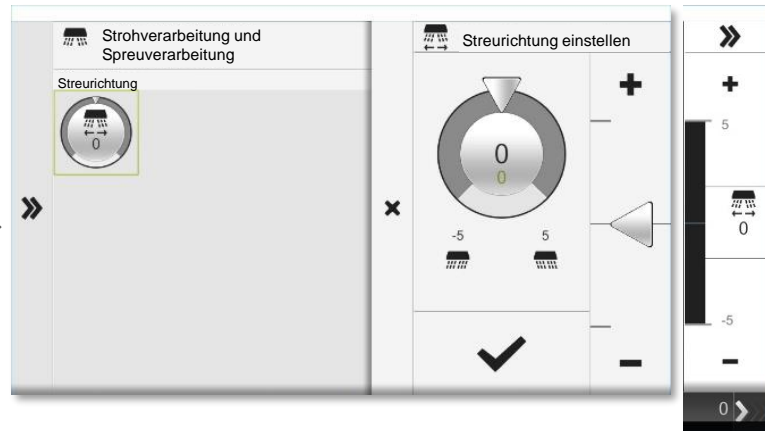 Strohverarbeitung und
Spreuverarbeitung
Streurichtung
0
Streurichtung einstellen
0
0
-5 5
5
0
-5
0